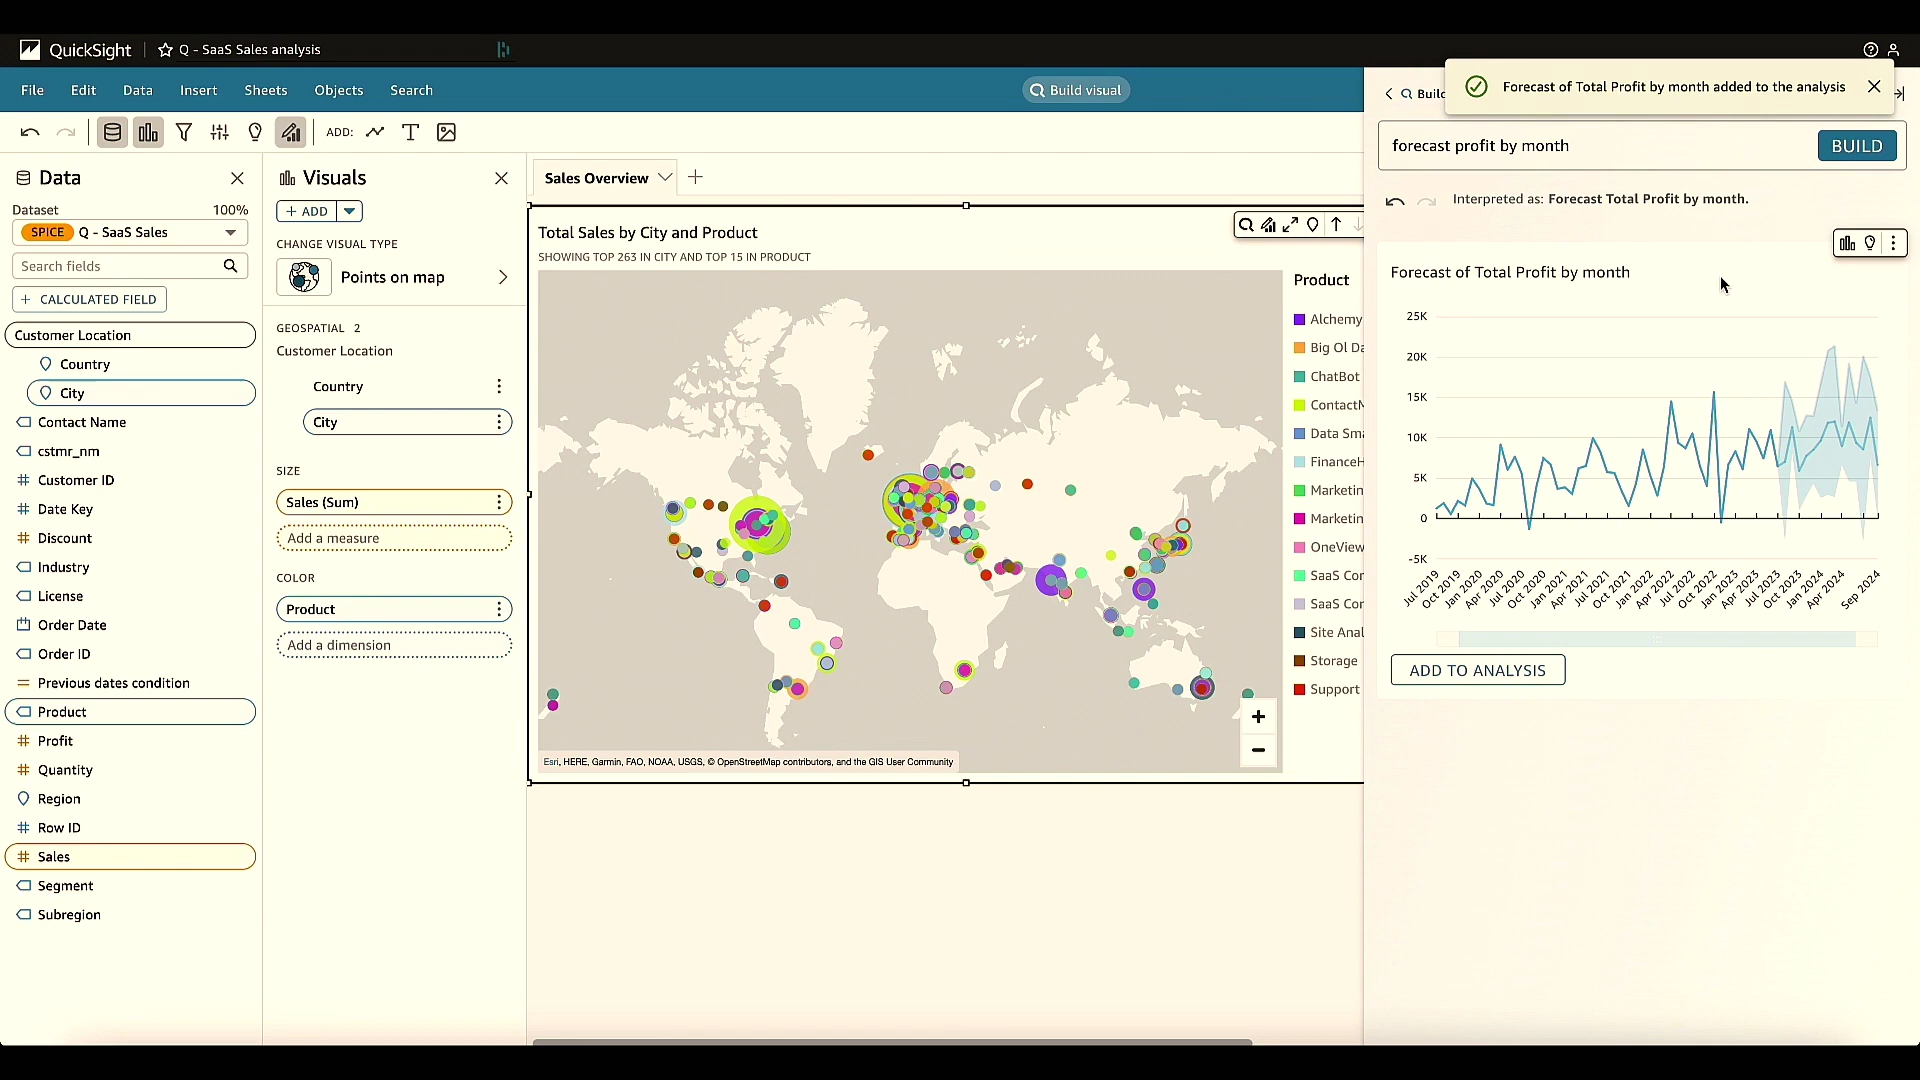 QuickSight
Q - SaaS Sales analysis
File
Edit
Data
Insert
Sheets
Objects
Search
Build visual
Forecast of Total Profit by month added to the analysis
ADD:
forecast profit by month
BUILD
Interpreted as: Forecast Total Profit by month.
Data
Dataset
100%
SPICE
Q - SaaS Sales
Search fields
+ CALCULATED FIELD
Customer Location
Country
City
Contact Name
cstmr_nm
Customer ID
Date Key
Discount
Industry
License
Order Date
Order ID
Previous dates condition
Product
Profit
Quantity
Region
Row ID
Sales
Segment
Subregion
Visuals
+ ADD
CHANGE VISUAL TYPE
Points on map
GEOSPATIAL 2
Customer Location
Country
City
SIZE
Sales (Sum)
Add a measure
COLOR
Product
Add a dimension
Sales Overview
Total Sales by City and Product
SHOWING TOP 263 IN CITY AND TOP 15 IN PRODUCT
Product
Alchemy
Big Ol Da
ChatBot
Data Sma
FinanceH
Marketin
Marketin
OneView
SaaS Cor
SaaS Cor
Site Anal
Storage
Support
Esri, HERE, Garmin, FAO, NOAA, USGS, © OpenStreetMap contributors, and the GIS User Community
Forecast of Total Profit by month
25K
20K
15K
10K
5K
0
-5K
Jul 2019
Oct 2019
Jan 2020
Apr 2020
Jul 2020
Oct 2020
Jan 2021
Apr 2021
Jul 2021
Oct 2021
Jan 2022
Apr 2022
Jul 2022
Oct 2022
Jan 2023
Apr 2023
Jul 2023
Oct 2023
Jan 2024
Apr 2024
Sep 2024
ADD TO ANALYSIS